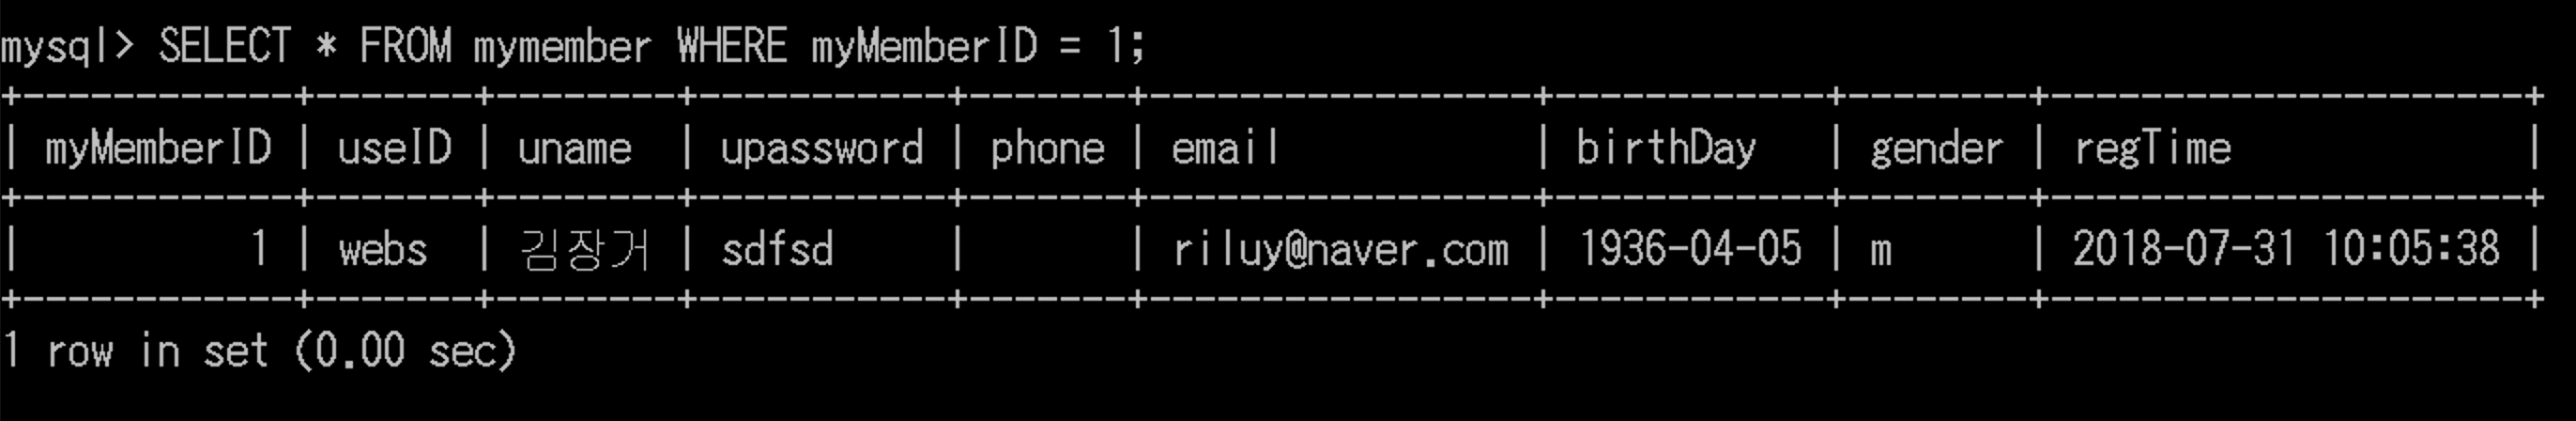 mysql> SELECT * FROM mymember WHERE myMemberID = 1;
+------------+-------+--------+-----------+-------+----------------+------------+--------+---------------------+
| myMemberID | useID | uname  | upassword | phone | email          | birthDay   | gender | regTime             |
+------------+-------+--------+-----------+-------+----------------+------------+--------+---------------------+
|          1 | webs  | 김장거 | sdfsd     |       | riluy@naver.com | 1936-04-05 | m      | 2018-07-31 10:05:38 |
+------------+-------+--------+-----------+-------+----------------+------------+--------+---------------------+
1 row in set (0.00 sec)